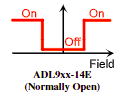 On On
Off
Field
ADL9xx-14E
(Normally Open)